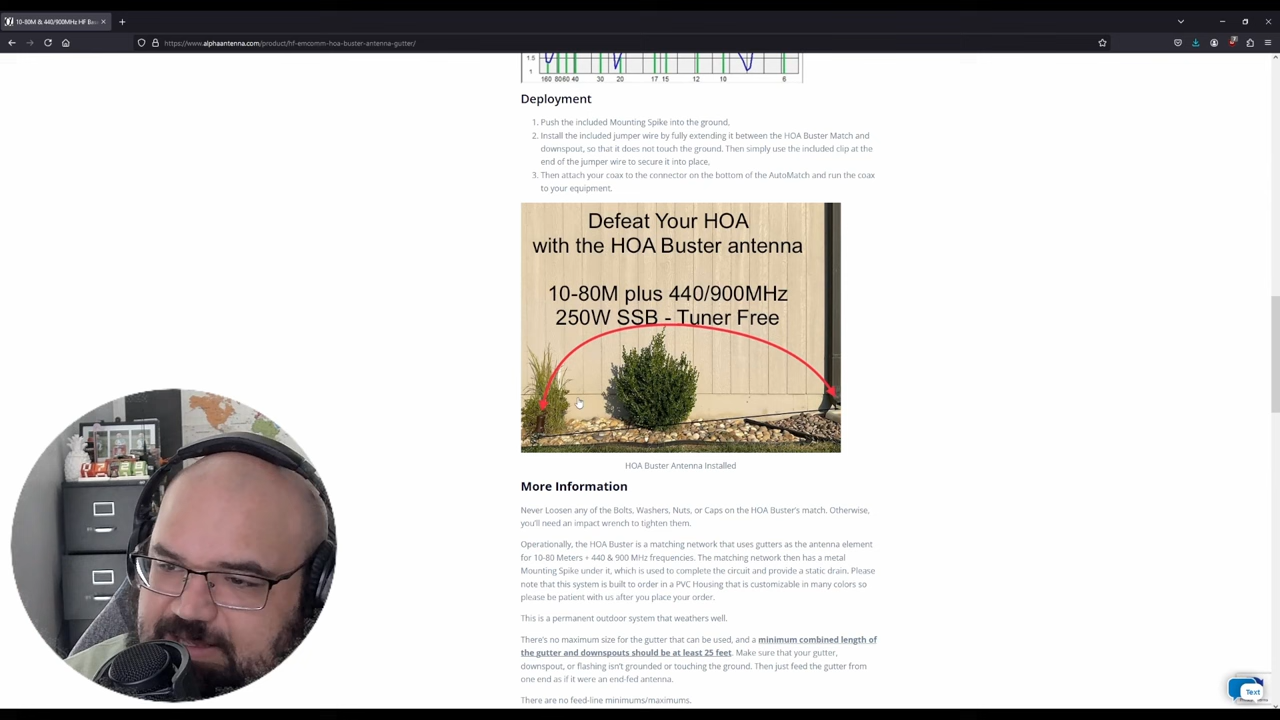 10-80M & 440/900MHz HF Bas
https://www.alphaantenna.com/product/hf-emcomm-hoa-buster-antenna-gutter/
1.5
1
160 80 60 40 30 20 17 15 12 10 6
Deployment
1. Push the included Mounting Spike into the ground,
2. Install the included jumper wire by fully extending it between the HOA Buster Match and
downspout, so that it does not touch the ground. Then simply use the included clip at the
end of the jumper wire to secure it into place,
3. Then attach your coax to the connector on the bottom of the AutoMatch and run the coax
to your equipment.
Defeat Your HOA
with the HOA Buster antenna
10-80M plus 440/900MHz
250W SSB - Tuner Free
HOA Buster Antenna Installed
More Information
Never Loosen any of the Bolts, Washers, Nuts, or Caps on the HOA Buster's match. Otherwise,
you'll need an impact wrench to tighten them.
Operationally, the HOA Buster is a matching network that uses gutters as the antenna element
for 10-80 Meters + 440 & 900 MHz frequencies. The matching network then has a metal
Mounting Spike under it, which is used to complete the circuit and provide a static drain. Please
note that this system is built to order in a PVC Housing that is customizable in many colors so
please be patient with us after you place your order.
This is a permanent outdoor system that weathers well.
There's no maximum size for the gutter that can be used, and a minimum combined length of
the gutter and downspouts should be at least 25 feet. Make sure that your gutter,
downspout, or flashing isn't grounded or touching the ground. Then just feed the gutter from
one end as if it were an end-fed antenna.
There are no feed-line minimums/maximums.
Text